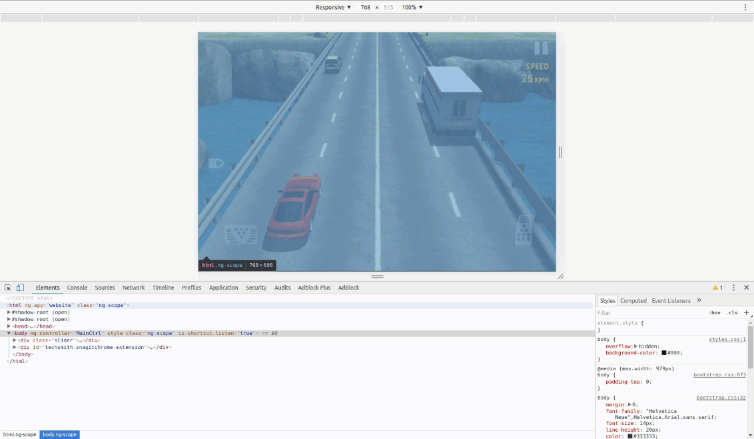 Responsive ▼ 768 × 515 100% ▼
SPEED
25 KMH
html.ng-scope 768×600
Elements Console Sources Network Timeline Profiles Application Security Audits Adblock Plus Adblock
1
<!DOCTYPE html>
<html ng-app="website" class="ng-scope">
▶#shadow-root (open)
▶#shadow-root (open)
▶<head>…</head>
▼<body ng-controller="MainCtrl" style class="ng-scope" cz-shortcut-listen="true"> == $0
▶<div class="slider">…</div>
▶<div id="techsmith-snagitchrome-extension">…</div>
</body>
</html>
html.ng-scope body.ng-scope
Styles Computed Event Listeners »
Filter :hov .cls +
element.style {
}
body { styles.css:1
overflow:▶hidden;
background-color: #000;
}
@media (max-width: 979px)
body { bootstrap.css:873
padding-top: 0;
}
body { bootstrap.css:32
margin:▶0;
font-family: "Helvetica
Neue",Helvetica,Arial,sans-serif;
font-size: 14px;
line-height: 20px;
color: #333333;